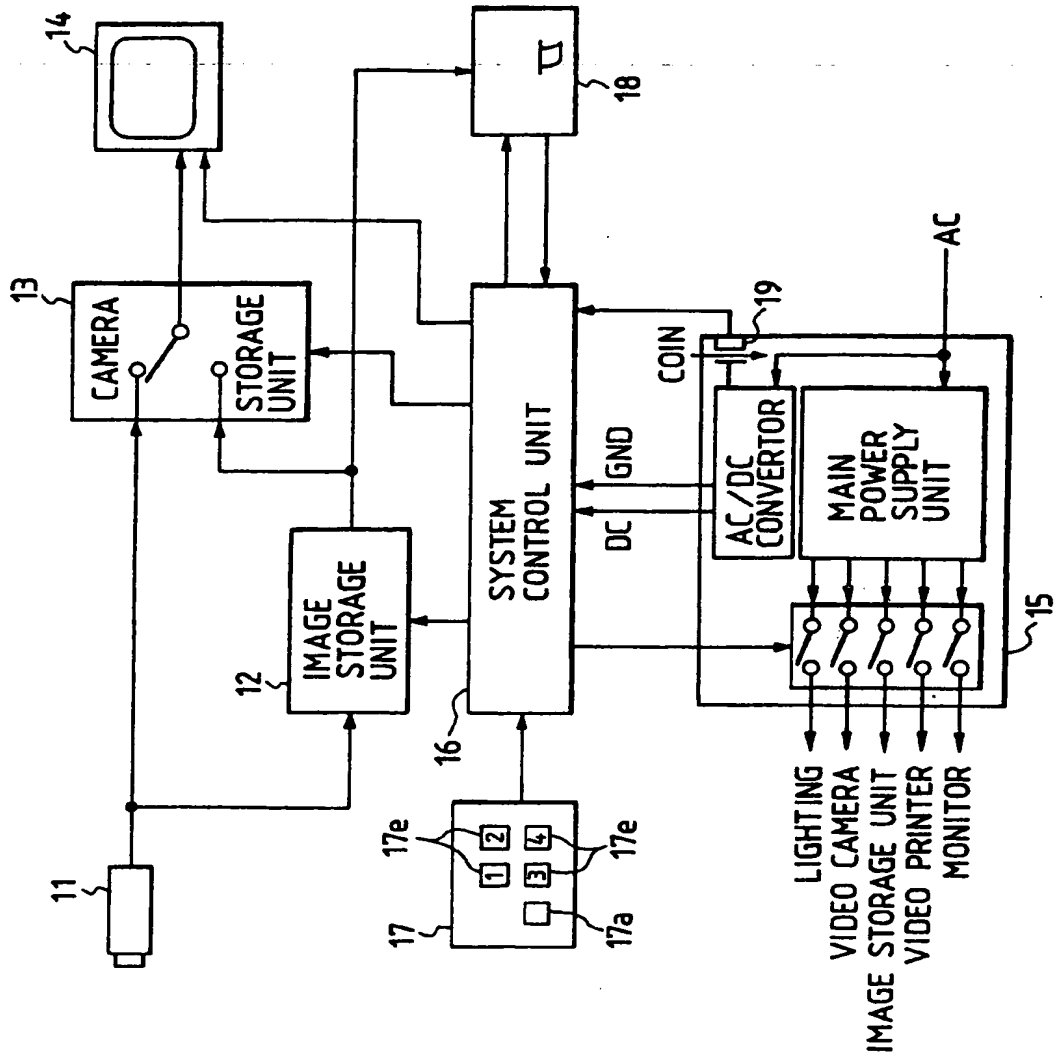 14
13
CAMERA
STORAGE
UNIT
11
12
IMAGE
STORAGE
UNIT
18
16
SYSTEM
CONTROL UNIT
17
1
2
17e
3
4
17e
17a
DC
GND
COIN
19
AC
AC/DC
CONVERTOR
MAIN
POWER
SUPPLY
UNIT
15
LIGHTING
VIDEO CAMERA
IMAGE STORAGE UNIT
VIDEO PRINTER
MONITOR